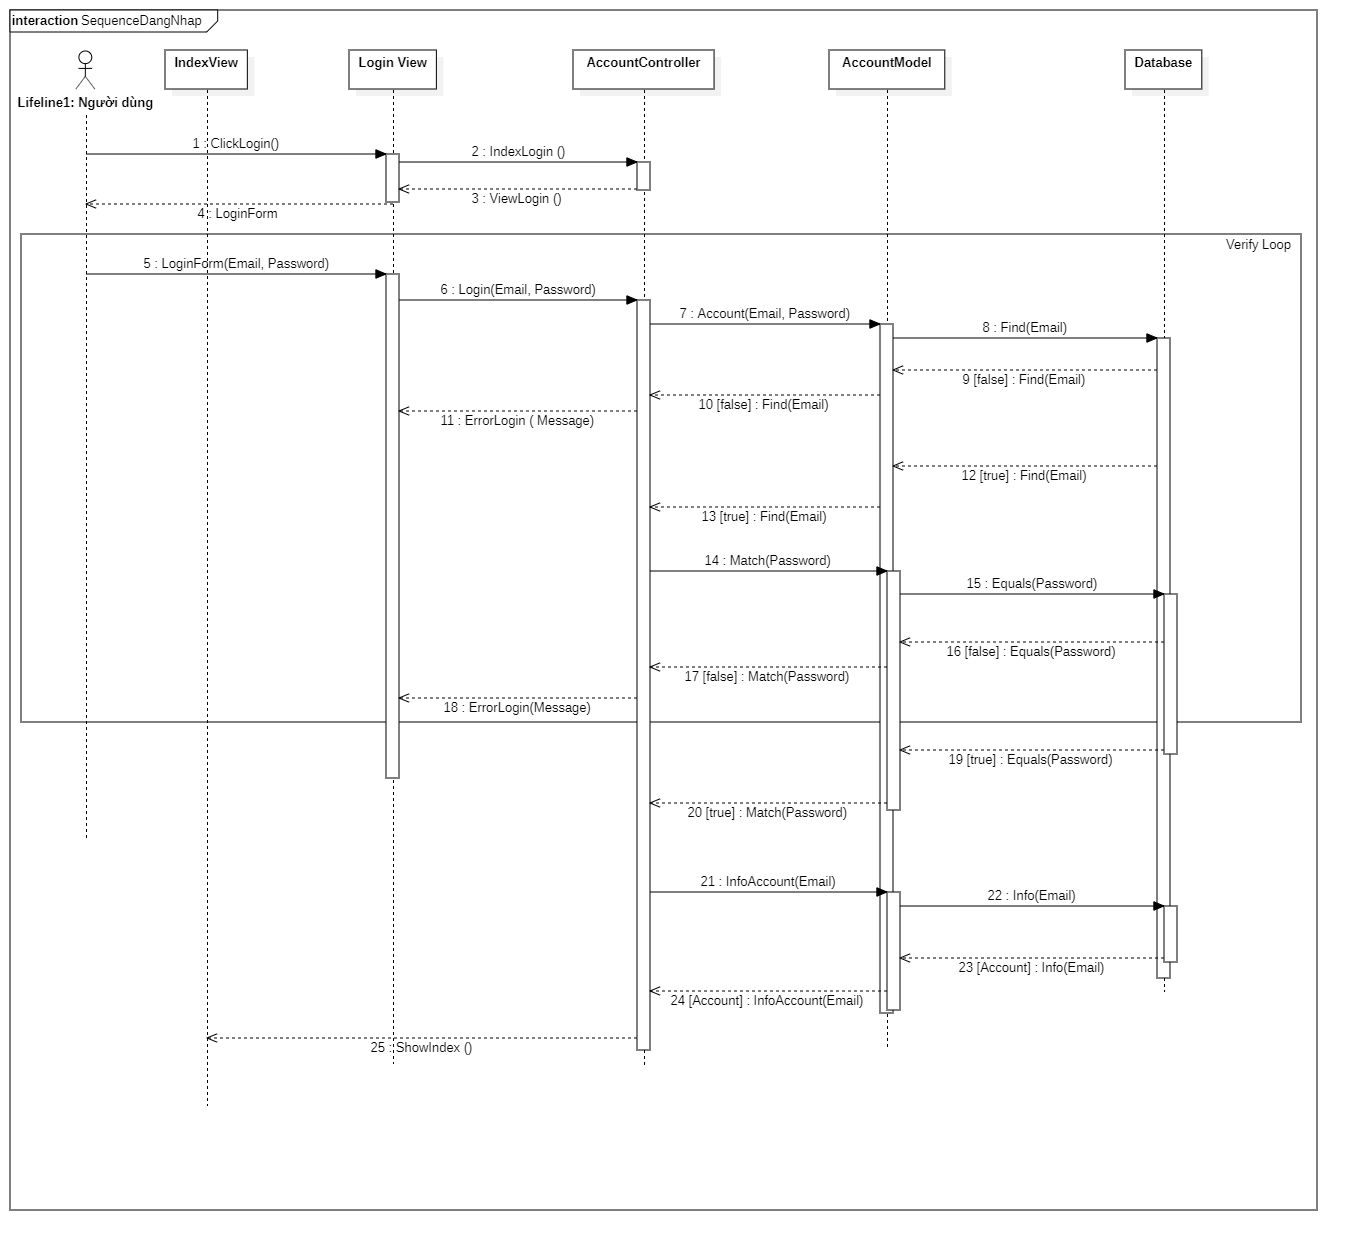 interaction SequenceDangNhap
IndexView
Login View
AccountController
AccountModel
Database
Lifeline1: Người dùng
1 : ClickLogin()
2 : IndexLogin ()
3 : ViewLogin ()
4 : LoginForm
Verify Loop
5 : LoginForm(Email, Password)
6 : Login(Email, Password)
7 : Account(Email, Password)
8 : Find(Email)
9 [false] : Find(Email)
10 [false] : Find(Email)
11 : ErrorLogin ( Message)
12 [true] : Find(Email)
13 [true] : Find(Email)
14 : Match(Password)
15 : Equals(Password)
16 [false] : Equals(Password)
17 [false] : Match(Password)
18 : ErrorLogin(Message)
19 [true] : Equals(Password)
20 [true] : Match(Password)
21 : InfoAccount(Email)
22 : Info(Email)
23 [Account] : Info(Email)
24 [Account] : InfoAccount(Email)
25 : ShowIndex ()